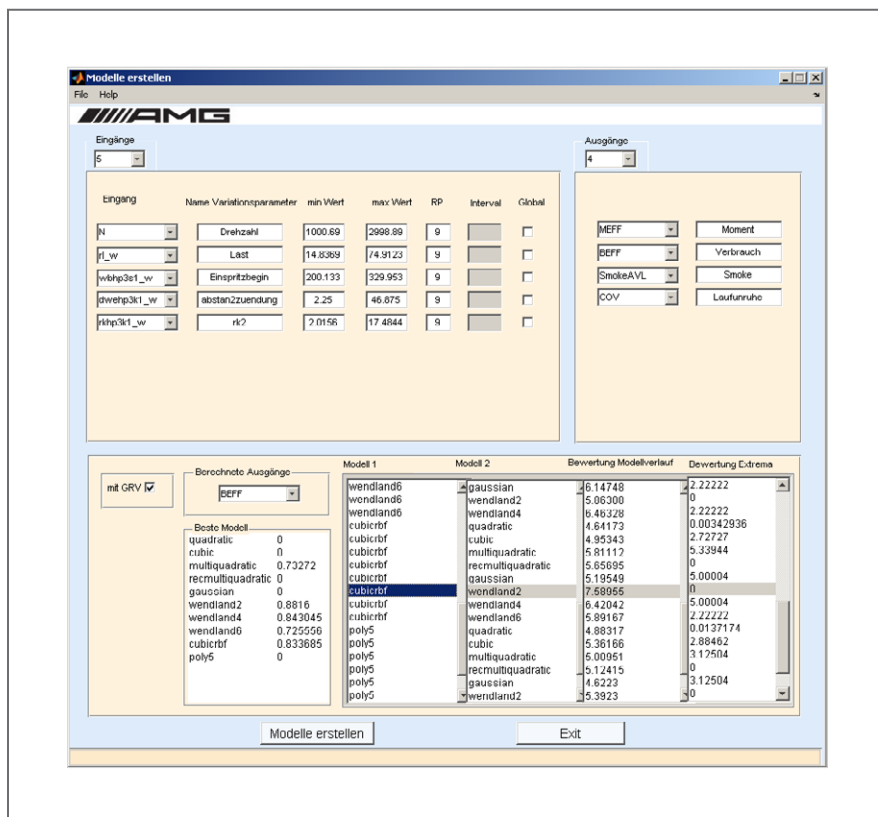 Modelle erstellen
File Help
AMG
Eingänge
5
Ausgänge
4
Eingang Name Variationsparameter min Wert max Wert RP Interval Global
N Drehzahl 1000.69 2998.89 9
rl_w Last 14.8369 74.9123 9
wbhp3s1_w Einspritzbegin 200.133 329.953 9
dwehp3k1_w abstan2zuendung 2.25 46.875 9
rkhp3k1_w rk2 2.0156 17.4844 9
MEFF Moment
BEFF Verbrauch
SmokeAVL Smoke
COV Laufunruhe
mit GRV
Berechnete Ausgänge
BEFF
Beste Modell
quadratic 0
cubic 0
multiquadratic 0.73272
recmultiquadratic 0
gaussian 0
wendland2 0.8816
wendland4 0.843045
wendland6 0.725556
cubicrbf 0.833685
poly5 0
Modell 1 Modell 2 Bewertung Modellverlauf Bewertung Extrema
wendland6 gaussian 6.14748 2.22222
wendland6 wendland2 5.06300 0
wendland6 wendland4 6.46328 2.22222
cubicrbf quadratic 4.64173 0.00342936
cubicrbf cubic 4.95343 2.72727
cubicrbf multiquadratic 5.81112 5.33944
cubicrbf recmultiquadratic 5.65695 0
cubicrbf gaussian 5.19549 5.00004
cubicrbf wendland2 7.58955 0
cubicrbf wendland4 6.42042 5.00004
cubicrbf wendland6 5.89167 2.22222
poly5 quadratic 4.88317 0.0137174
poly5 cubic 5.36166 2.88462
poly5 multiquadratic 5.00951 3.12504
poly5 recmultiquadratic 5.12415 0
poly5 gaussian 4.6223 3.12504
poly5 wendland2 5.3923 0
Modelle erstellen
Exit